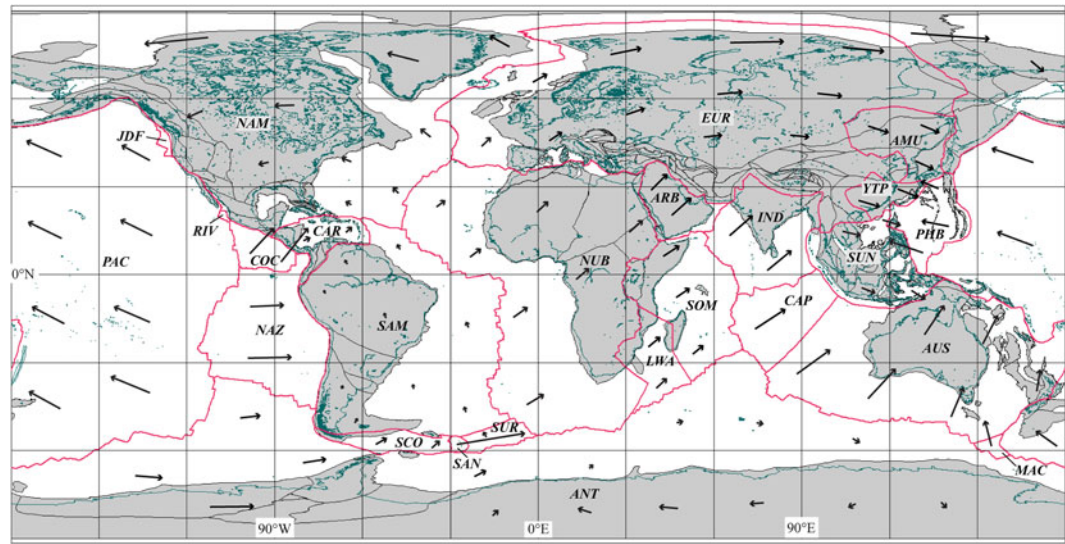 NAM
EUR
JDF
AMU
YTP
ARB
IND
RIV
CAR
PHB
COC
SUN
PAC
0°N
NUB
CAP
SOM
NAZ
SAM
AUS
LWA
SUR
SCO
SAN
MAC
ANT
90°W
0°E
90°E